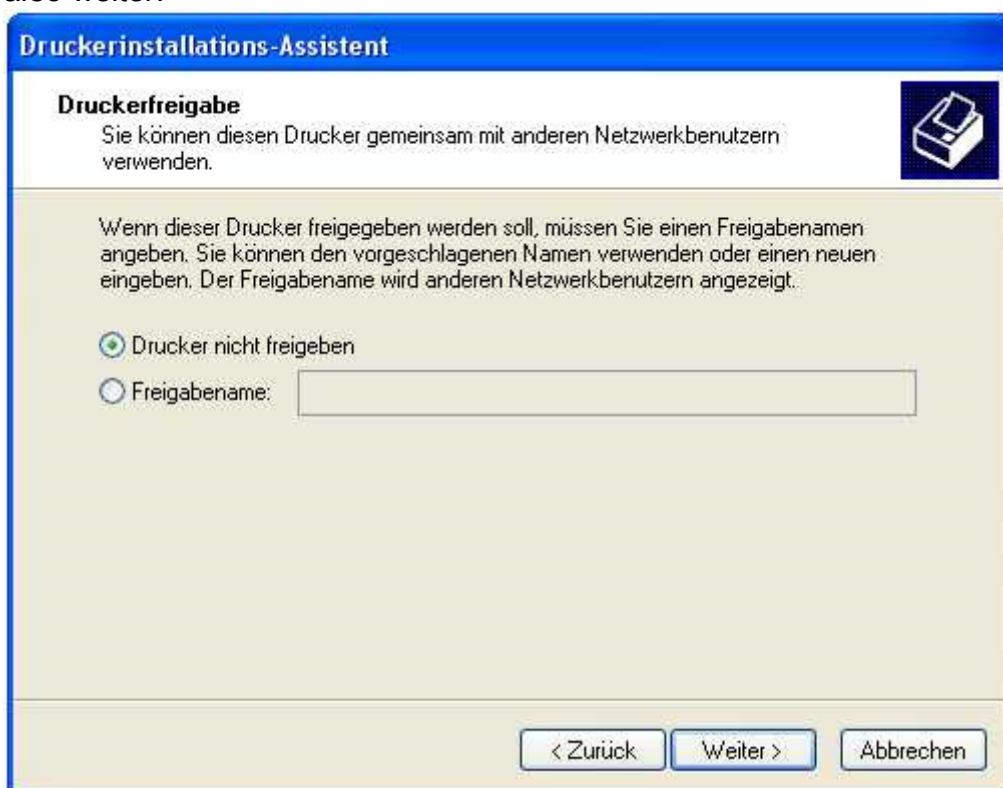 also weiter.
Druckerinstallations-Assistent
Druckerfreigabe
Sie können diesen Drucker gemeinsam mit anderen Netzwerkbenutzern
verwenden.
Wenn dieser Drucker freigegeben werden soll, müssen Sie einen Freigabenamen
angeben. Sie können den vorgeschlagenen Namen verwenden oder einen neuen
eingeben. Der Freigabename wird anderen Netzwerkbenutzern angezeigt.
Drucker nicht freigeben
Freigabename:
< Zurück Weiter > Abbrechen